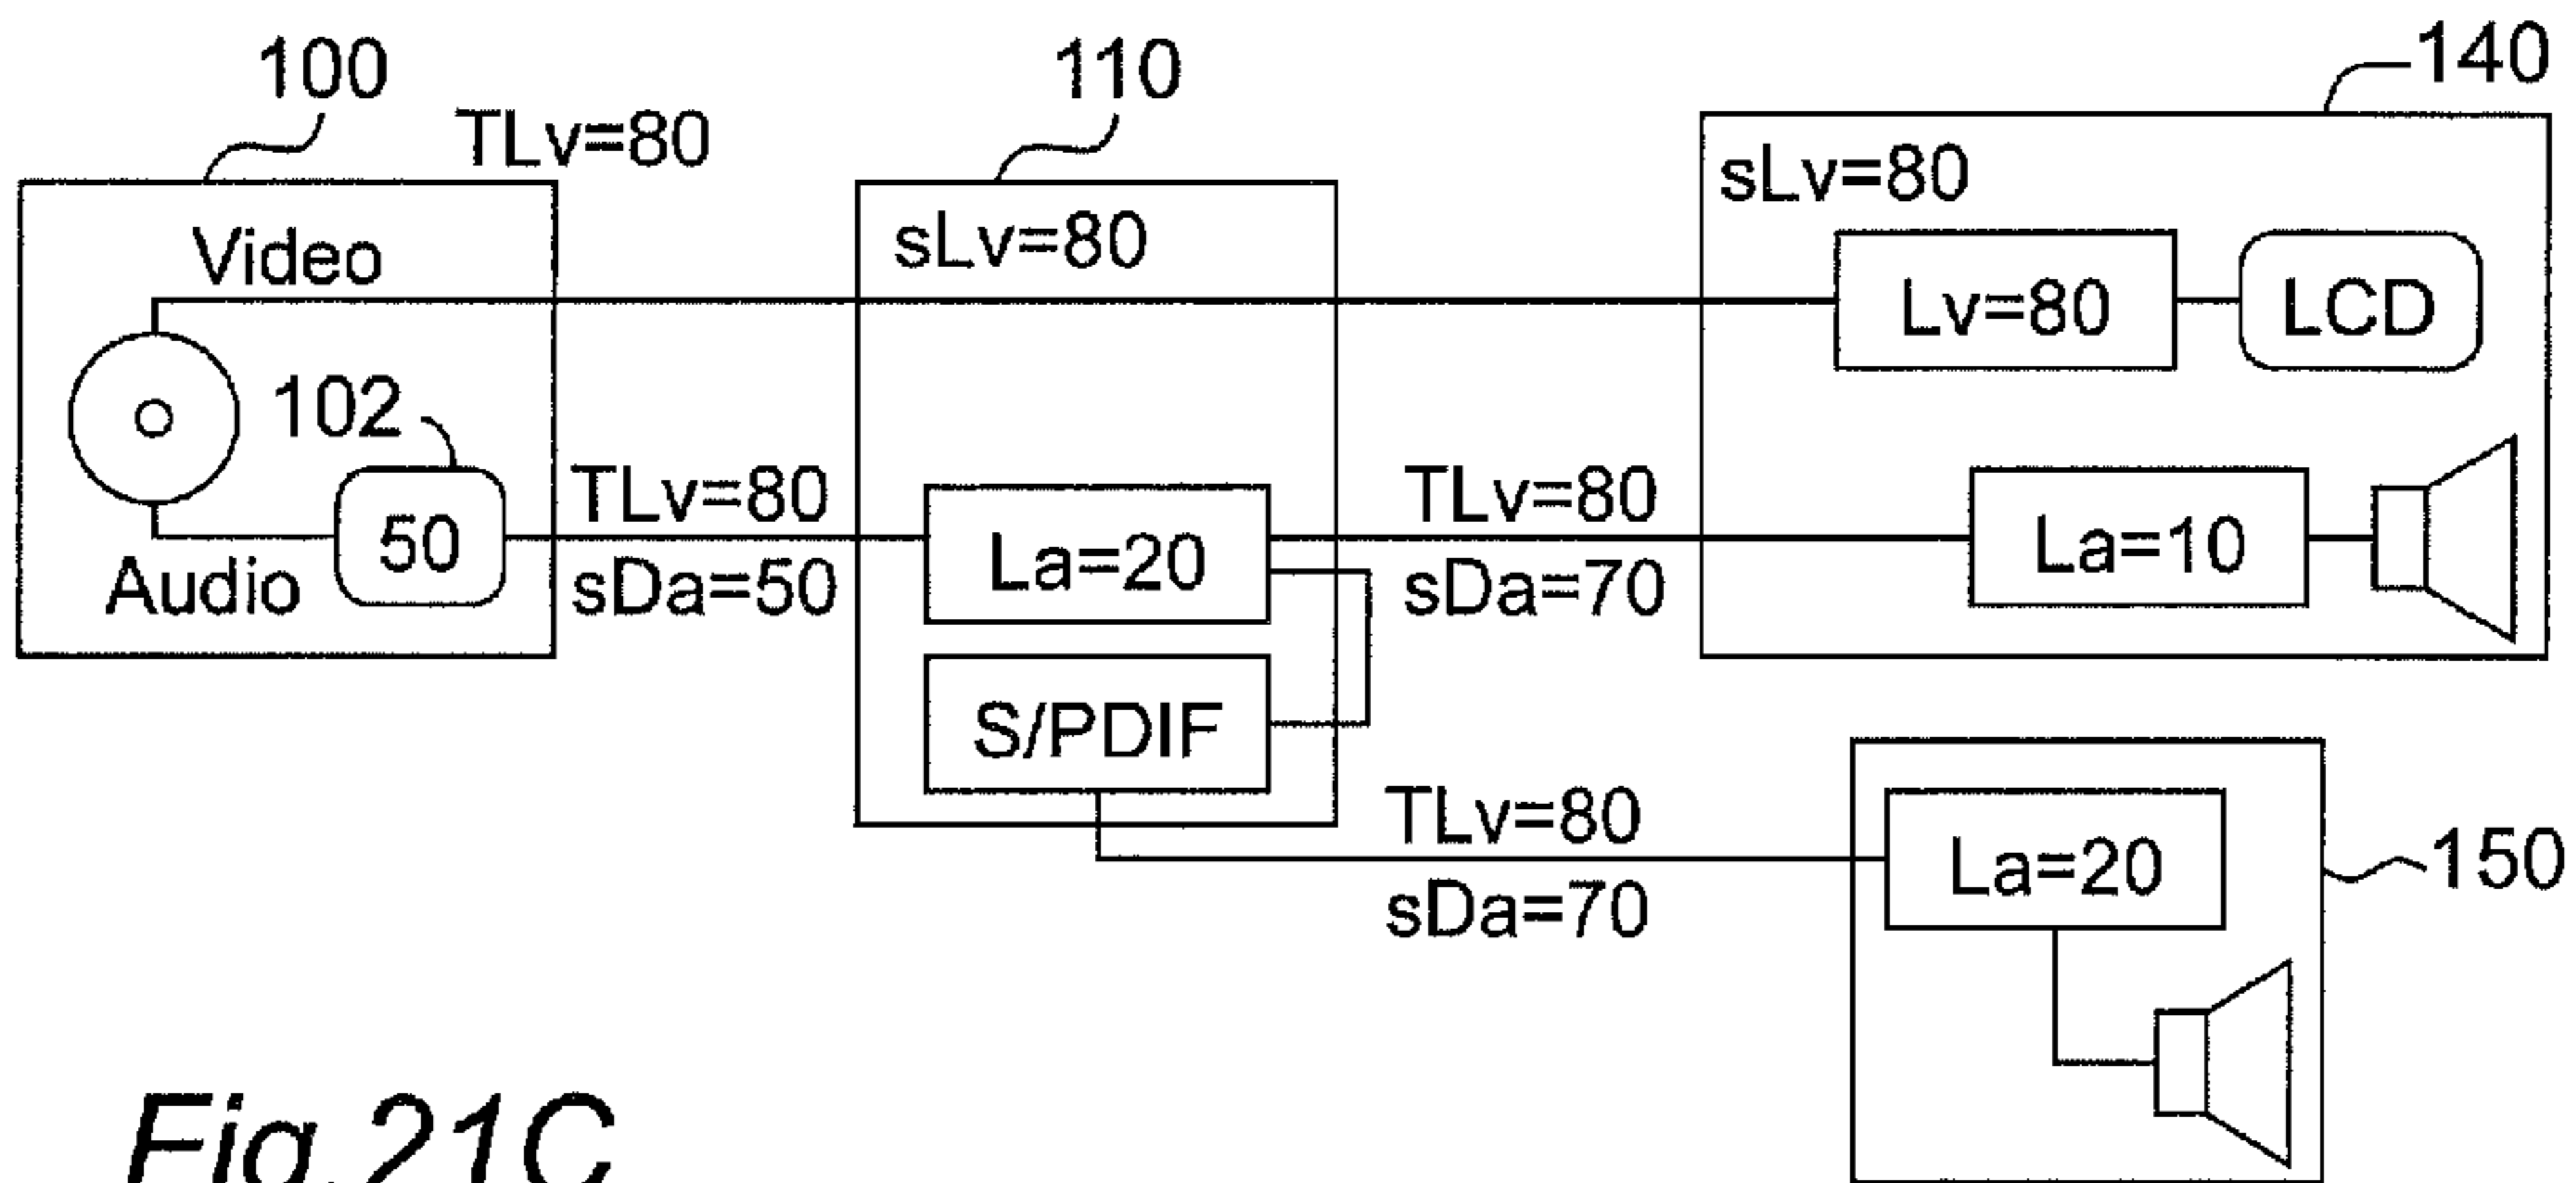 100
110
140
TLv=80
sLv=80
sLv=80
Video
Lv=80
LCD
102
50
Audio
TLv=80
sDa=50
La=20
TLv=80
sDa=70
La=10
S/PDIF
TLv=80
sDa=70
La=20
150
Fig.21C